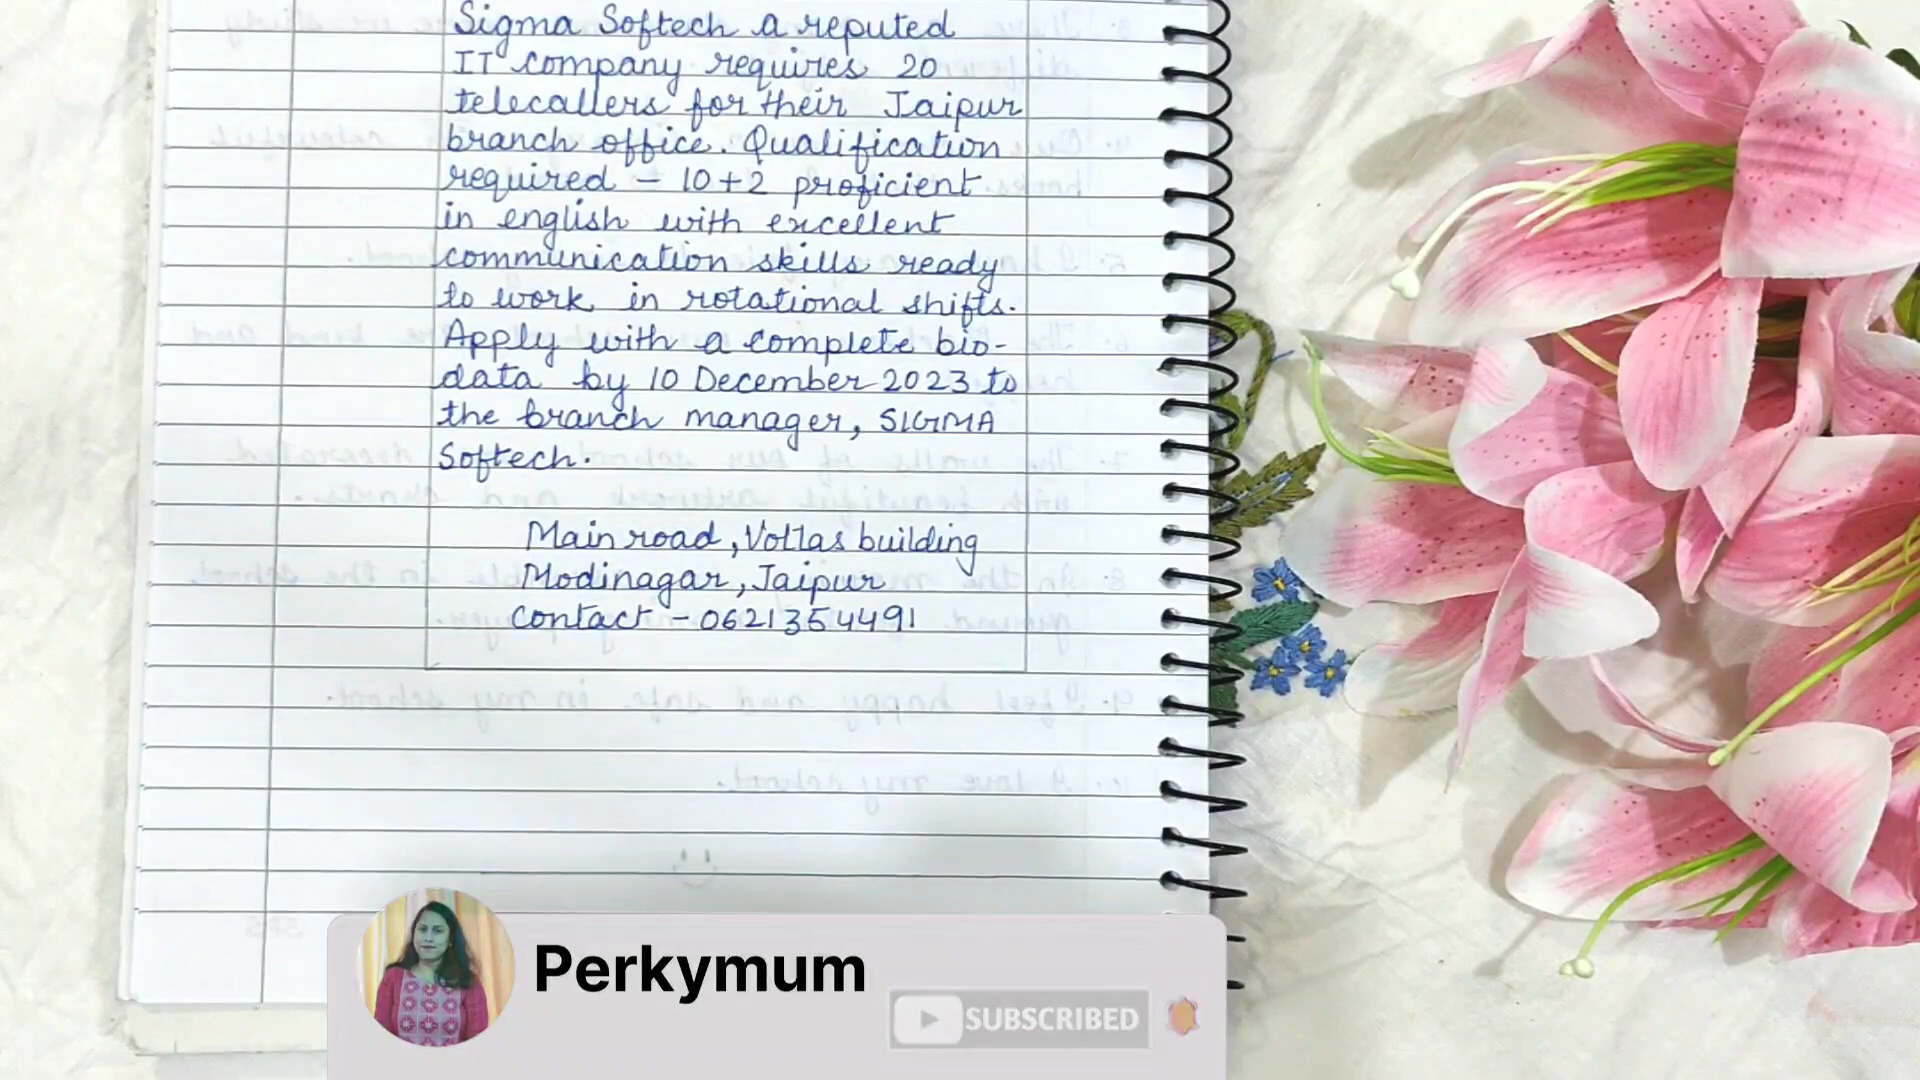 Sigma Softech a reputed
IT company requires 20
telecallers for their Jaipur
branch office. Qualification
required - 10+2 proficient
in english with excellent
communication skills ready
to work in rotational shifts.
Apply with a complete bio-
data by 10 December 2023 to
the branch manager, SIGMA
Softech.
Main road, Voltas building
Modinagar, Jaipur
Contact - 0621354491
Perkymum
SUBSCRIBED